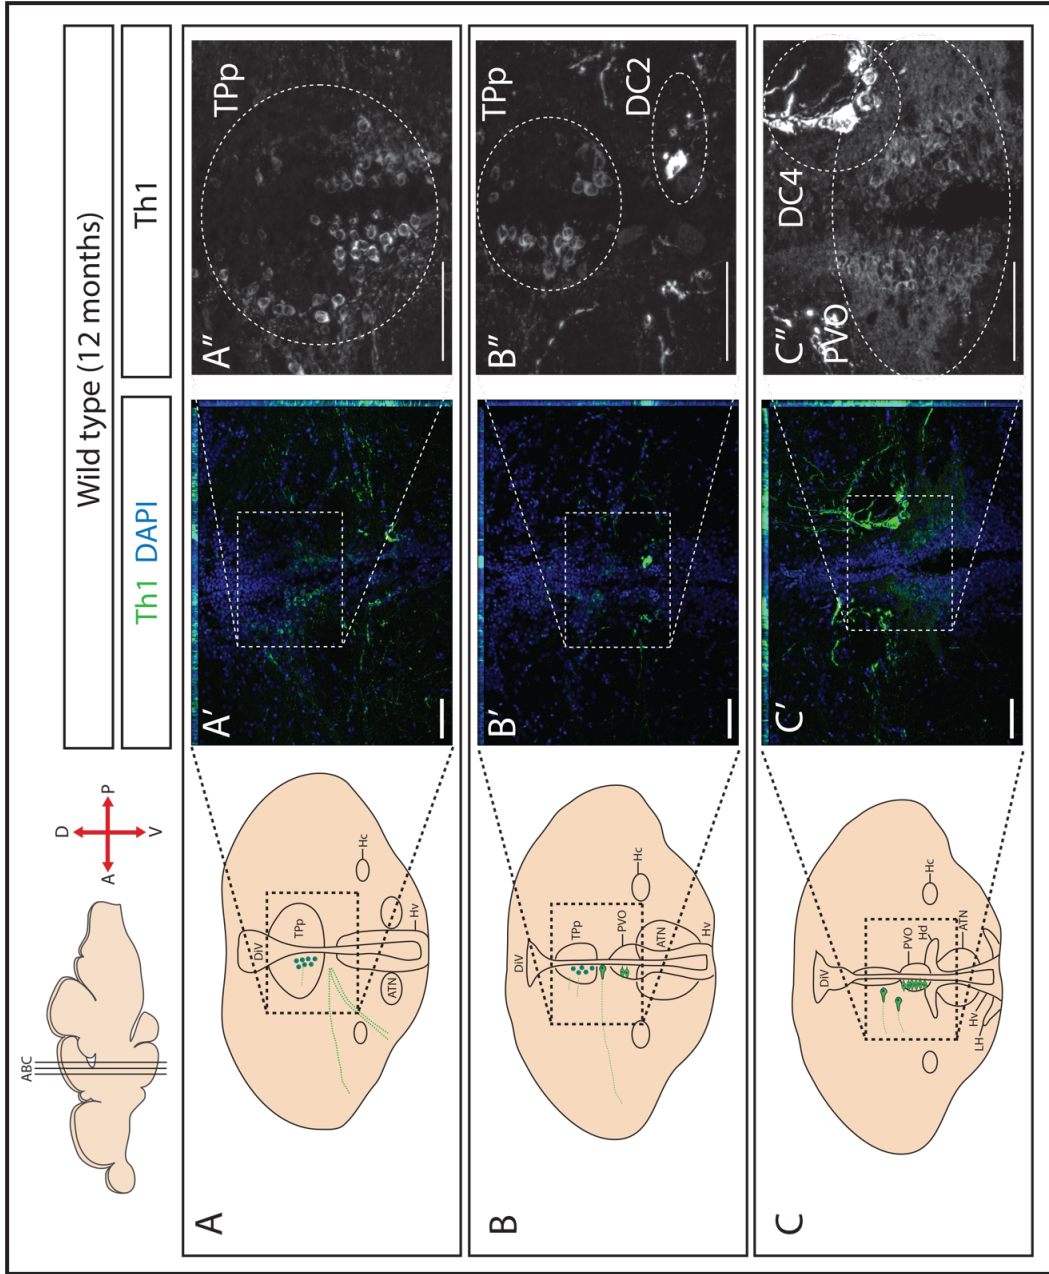 Wild type (12 months)
Th1 DAPI
Th1
ABC
D
A
P
V
A
DiV
TPp
Hc
ATN
Hv
A′
A″
TPp
B
DiV
TPp
PVO
Hc
ATN
Hv
B′
B″
TPp
DC2
C
DiV
PVO
Hd
Hc
ATN
Hv
LH
C′
C″
PVO
DC4